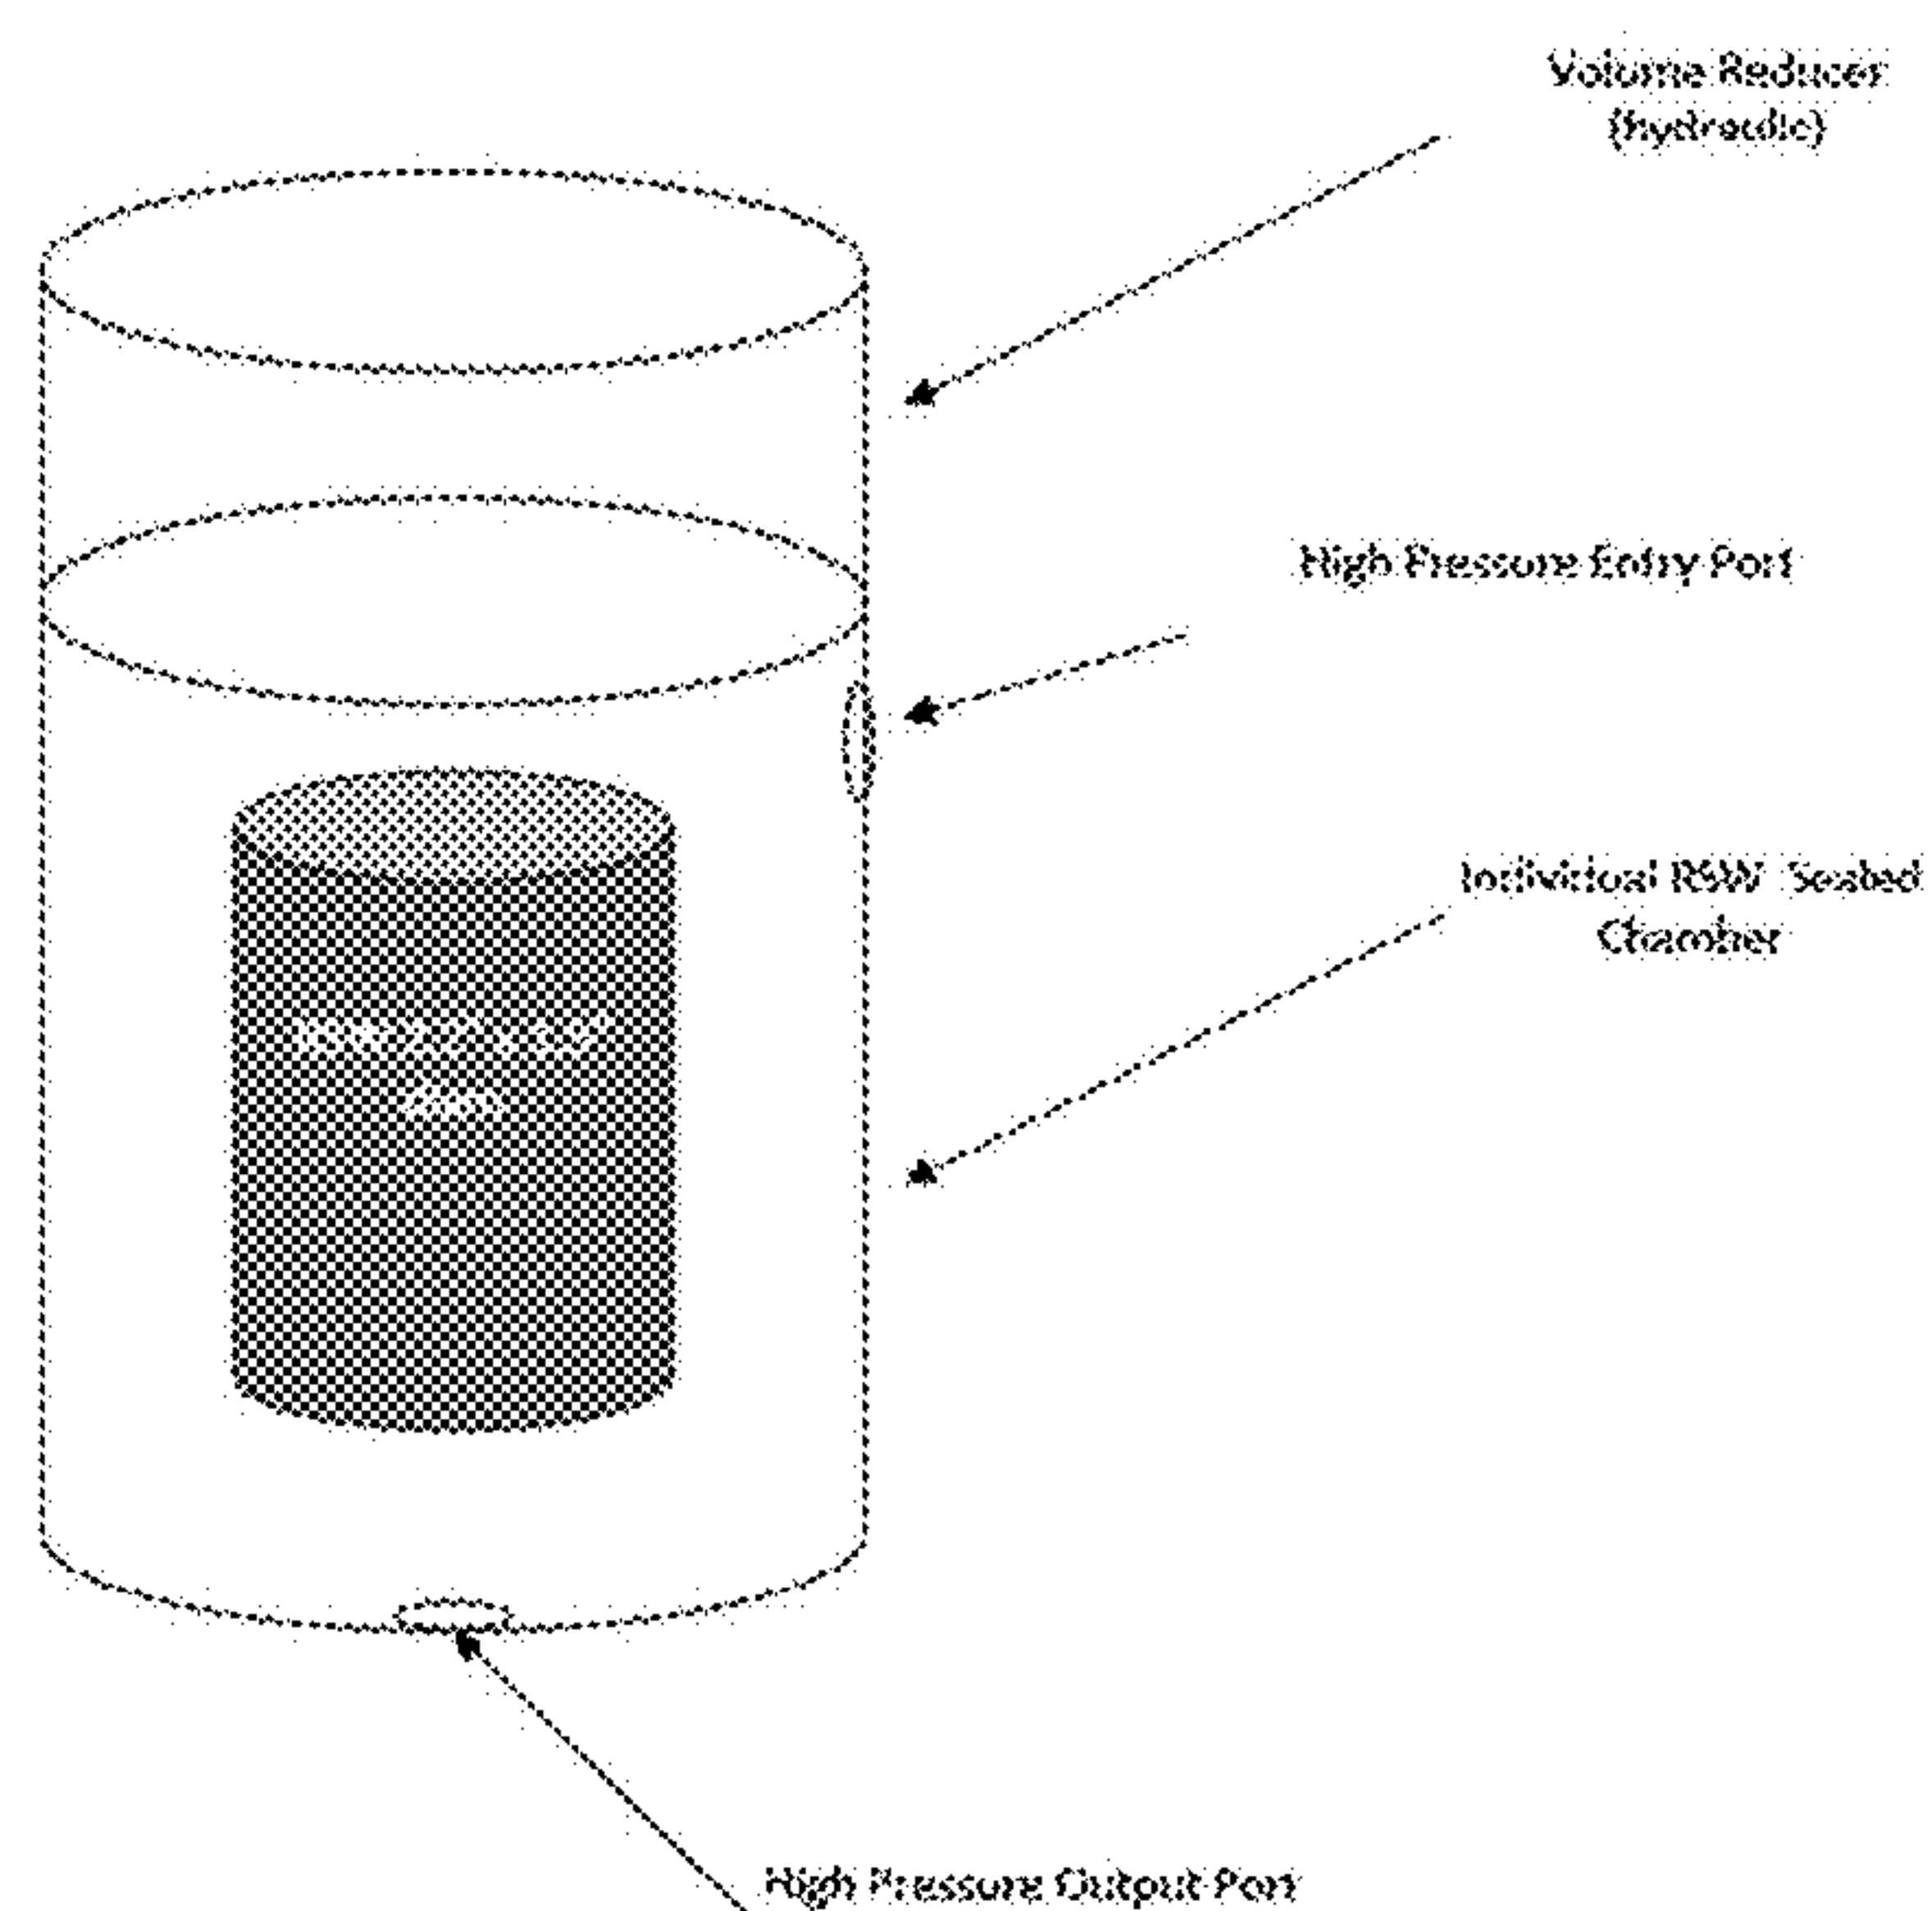 Volume Reducer
(hydraulic)
High Pressure Entry Port
Individual RSW Sealed
Chamber
High Pressure Output Port